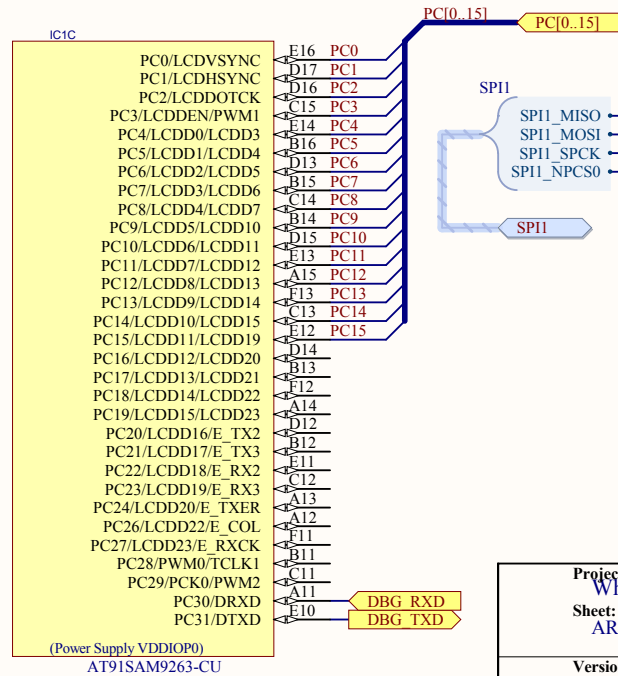 PC[0..15]
PC[0..15]
IC1C
PC0/LCDVSYNC E16 PC0
PC1/LCDHSYNC D17 PC1
PC2/LCDDOTCK D16 PC2
PC3/LCDDEN/PWM1 C15 PC3
PC4/LCDD0/LCDD3 E14 PC4
PC5/LCDD1/LCDD4 B16 PC5
PC6/LCDD2/LCDD5 D13 PC6
PC7/LCDD3/LCDD6 B15 PC7
PC8/LCDD4/LCDD7 C14 PC8
PC9/LCDD5/LCDD10 B14 PC9
PC10/LCDD6/LCDD11 D15 PC10
PC11/LCDD7/LCDD12 E13 PC11
PC12/LCDD8/LCDD13 A15 PC12
PC13/LCDD9/LCDD14 F13 PC13
PC14/LCDD10/LCDD15 C13 PC14
PC15/LCDD11/LCDD19 E12 PC15
PC16/LCDD12/LCDD20 D14
PC17/LCDD13/LCDD21 B13
PC18/LCDD14/LCDD22 F12
PC19/LCDD15/LCDD23 A14
PC20/LCDD16/E_TX2 D12
PC21/LCDD17/E_TX3 B12
PC22/LCDD18/E_RX2 E11
PC23/LCDD19/E_RX3 C12
PC24/LCDD20/E_TXER A13
PC26/LCDD22/E_COL A12
PC27/LCDD23/E_RXCK F11
PC28/PWM0/TCLK1 B11
PC29/PCK0/PWM2 C11
PC30/DRXD A11 DBG_RXD
PC31/DTXD E10 DBG_TXD
(Power Supply VDDIOP0)
AT91SAM9263-CU
SPI1
SPI1_MISO
SPI1_MOSI
SPI1_SPCK
SPI1_NPCS0
SPI1
Projec
Sheet:
AR
Versio